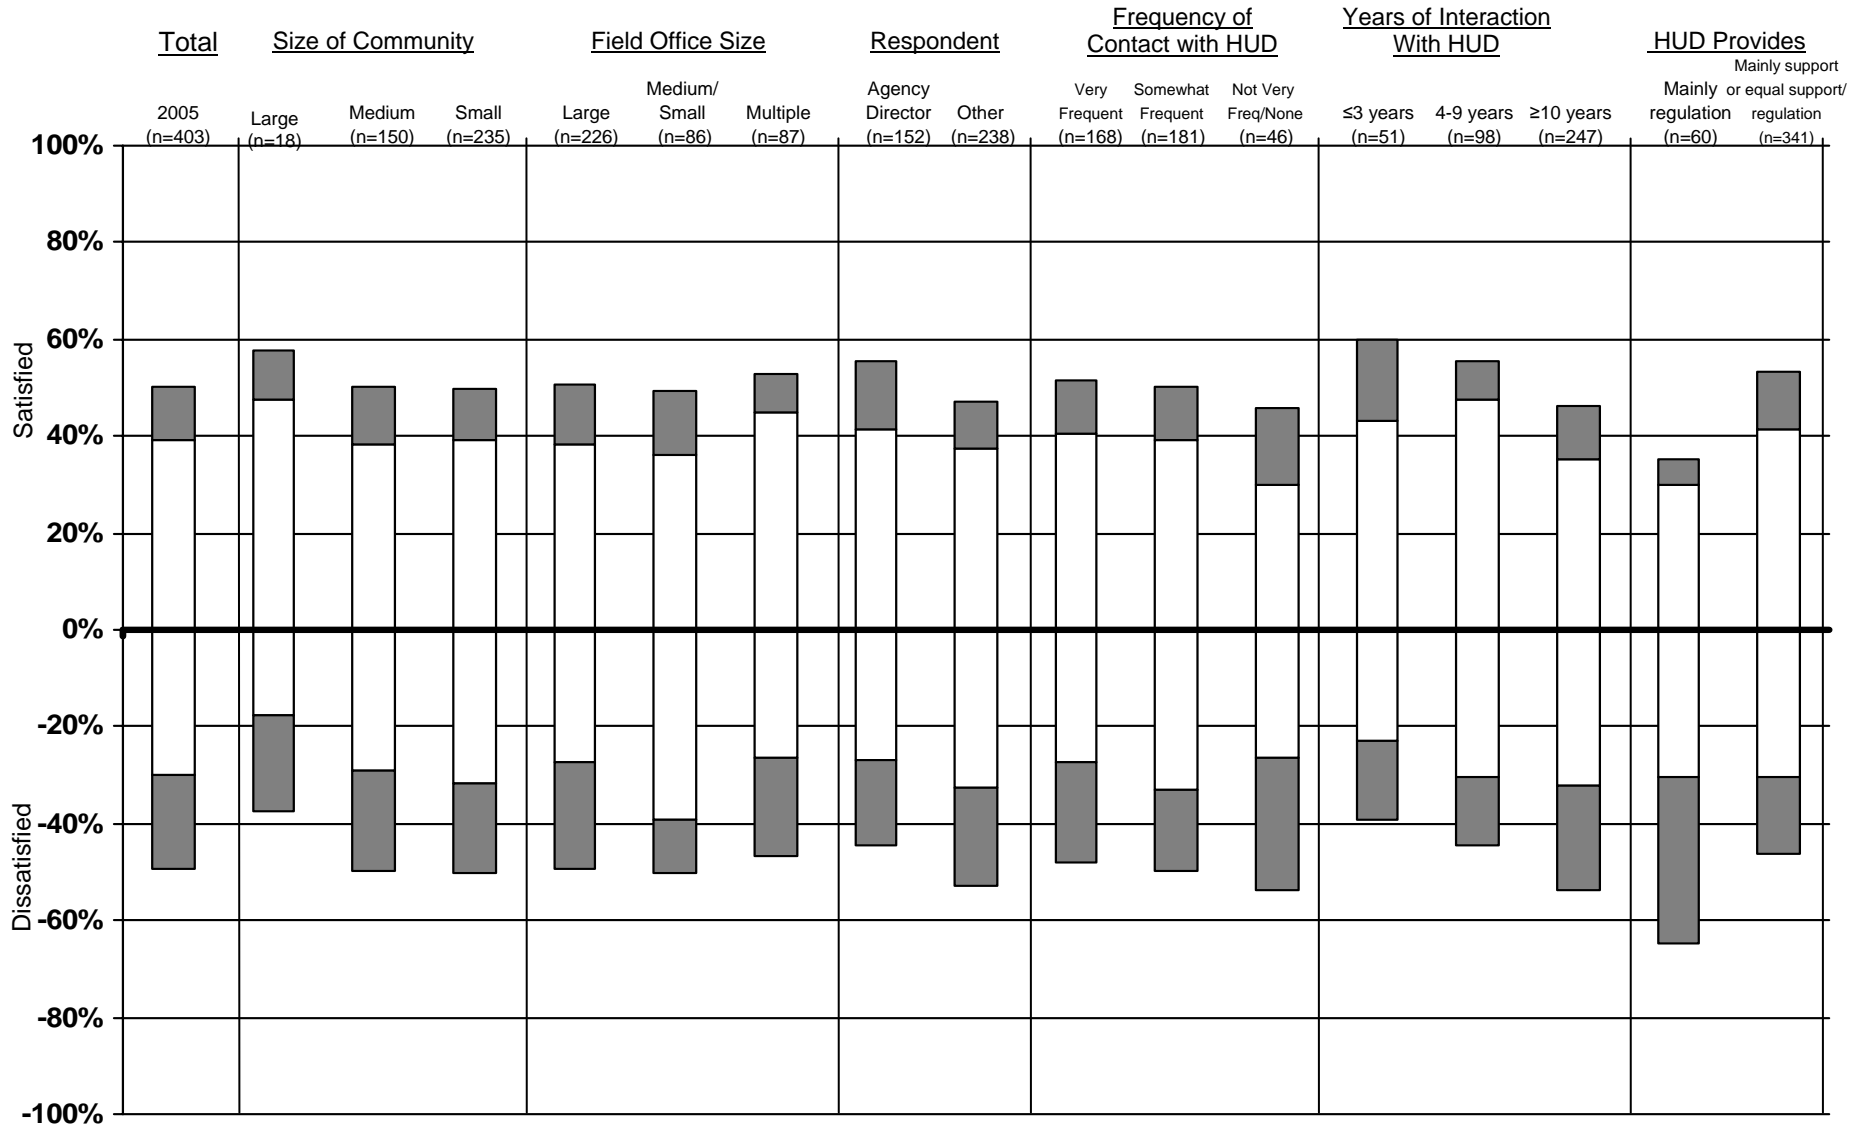 Total
Size of Community
Field Office Size
Respondent
Frequency of
Contact with HUD
Years of Interaction
With HUD
HUD Provides
2005
(n=403)
Large
(n=18)
Medium
(n=150)
Small
(n=235)
Large
(n=226)
Medium/
Small
(n=86)
Multiple
(n=87)
Agency
Director
(n=152)
Other
(n=238)
Very
Frequent
(n=168)
Somewhat
Frequent
(n=181)
Not Very
Freq/None
(n=46)
≤3 years
(n=51)
4-9 years
(n=98)
≥10 years
(n=247)
Mainly
regulation
(n=60)
Mainly support
or equal support/
regulation
(n=341)
100%
80%
60%
40%
20%
0%
-20%
-40%
-60%
-80%
-100%
Satisfied
Dissatisfied